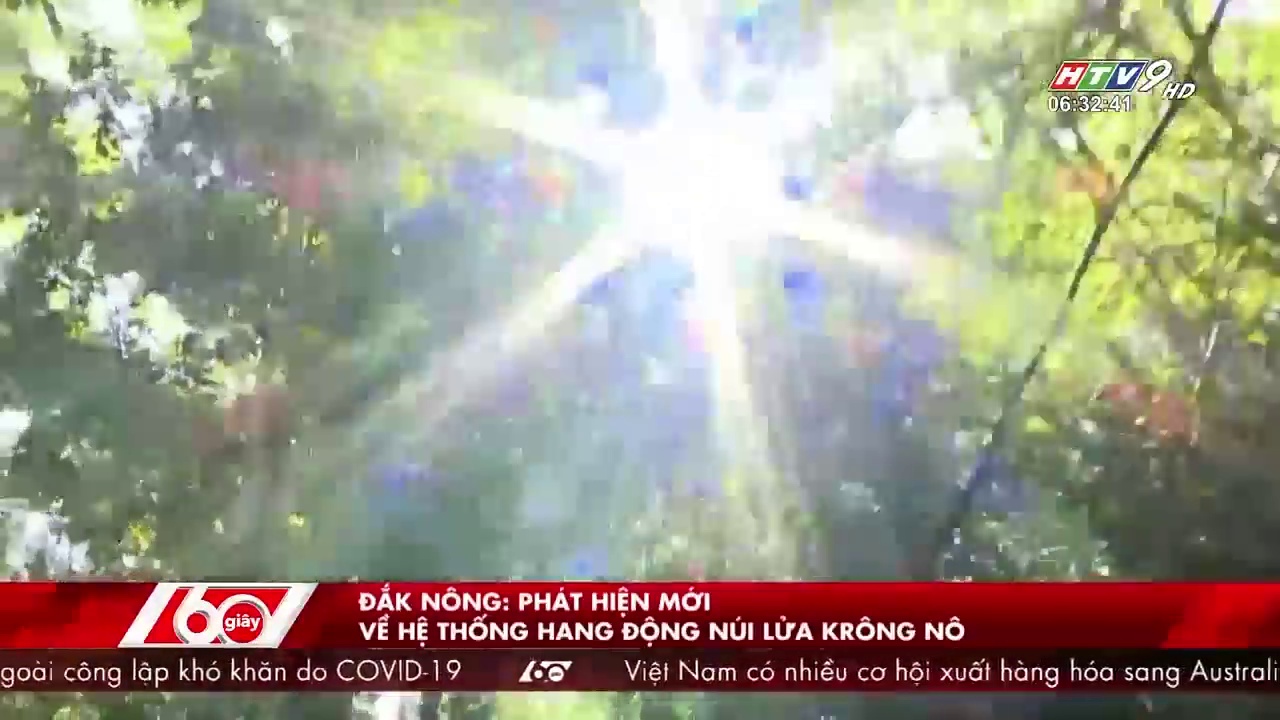 HTV9 HD
06:32:41
60 giây
ĐẮK NÔNG: PHÁT HIỆN MỚI
VỀ HỆ THỐNG HANG ĐỘNG NÚI LỬA KRÔNG NÔ
goài công lập khó khăn do COVID-19 60 giây Việt Nam có nhiều cơ hội xuất hàng hóa sang Australi